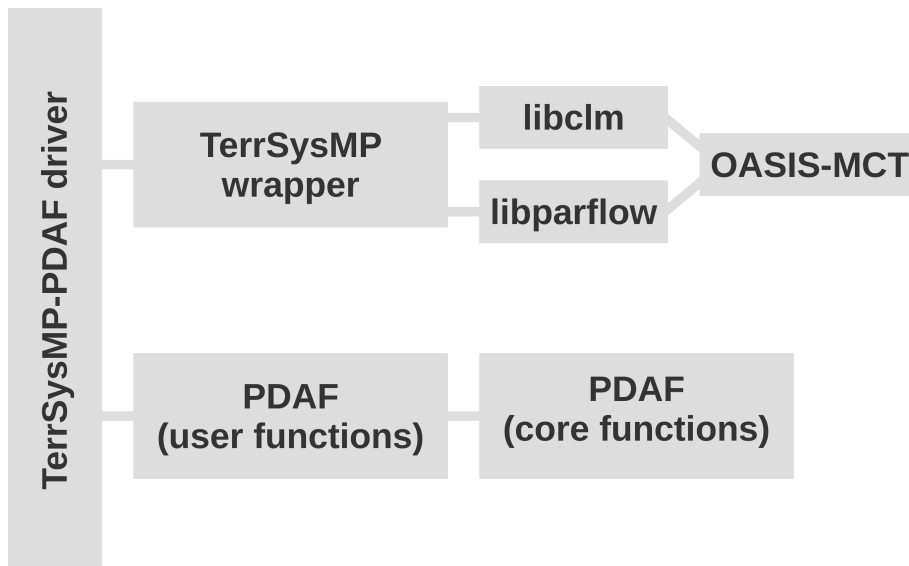 TerrSysMP-PDAF driver
TerrSysMP
wrapper
libclm
libparflow
OASIS-MCT
PDAF
(user functions)
PDAF
(core functions)